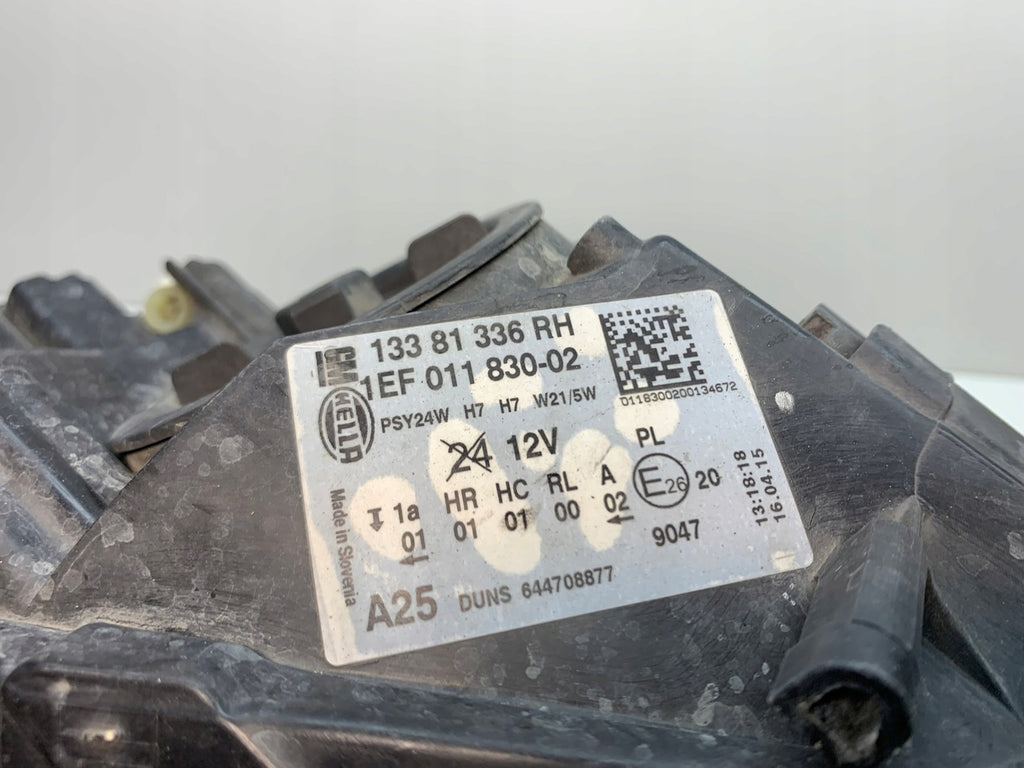 GM 133 81 336 RH
1EF 011 830-02
HELLA
PSY24W H7 H7 W21/5W
D118300200134672
24 12V
PL
1a HR HC RL A E26 20
01 01 01 00 02
9047
13:18:18
16.04.15
Made in Slovenia
A25 DUNS 644708877